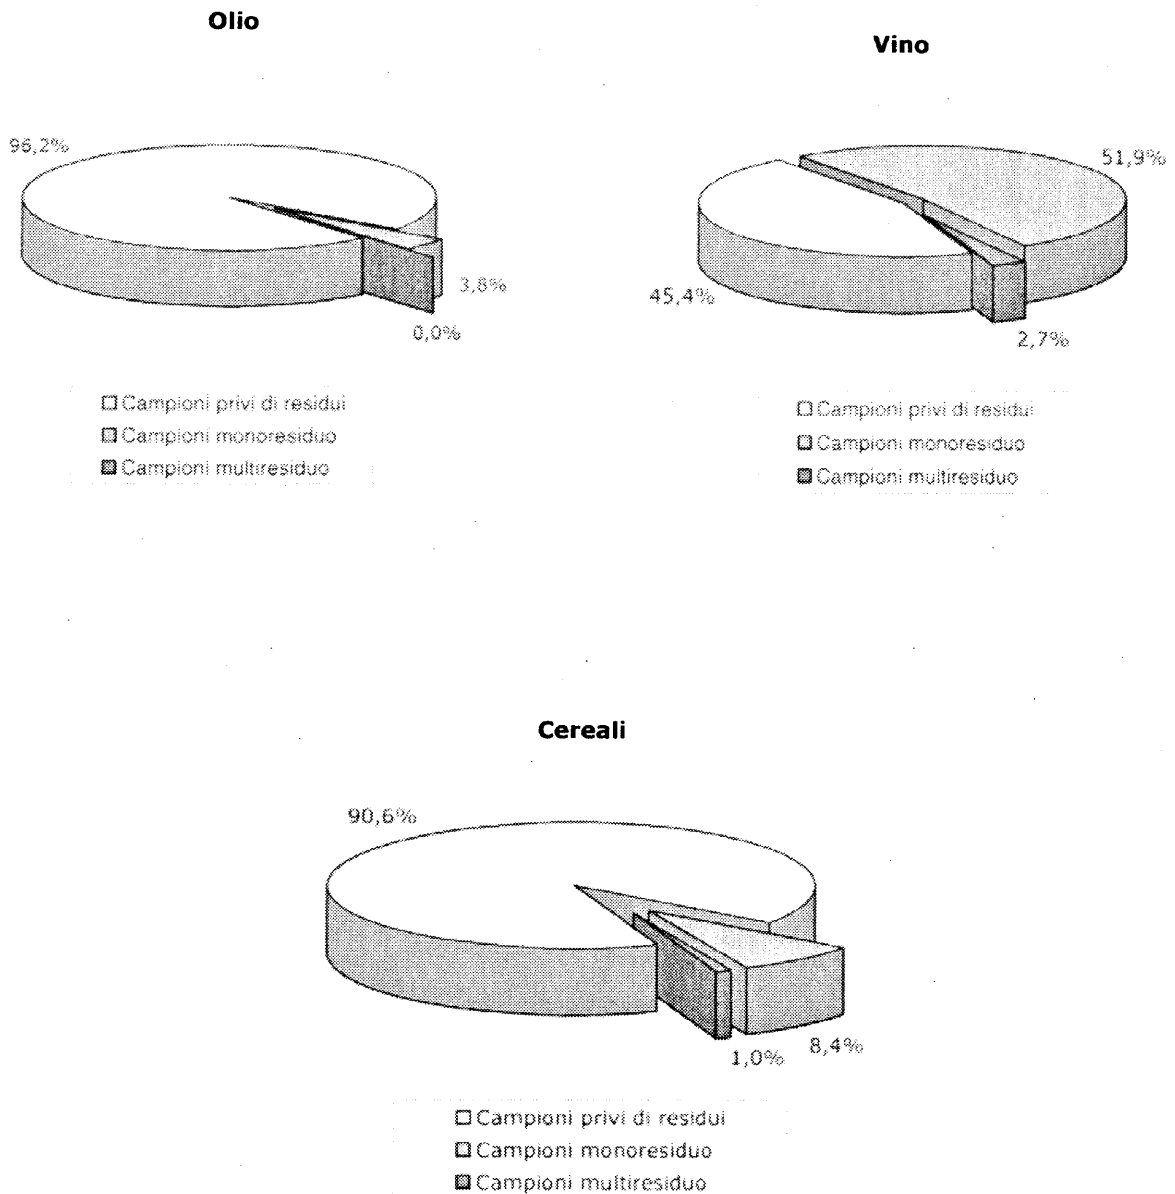 Olio
96,2%
3,8%
0,0%
Campioni privi di residui
Campioni monoresiduo
Campioni multiresiduo
Vino
51,9%
45,4%
2,7%
Campioni privi di residui
Campioni monoresiduo
Campioni multiresiduo
Cereali
90,6%
8,4%
1,0%
Campioni privi di residui
Campioni monoresiduo
Campioni multiresiduo